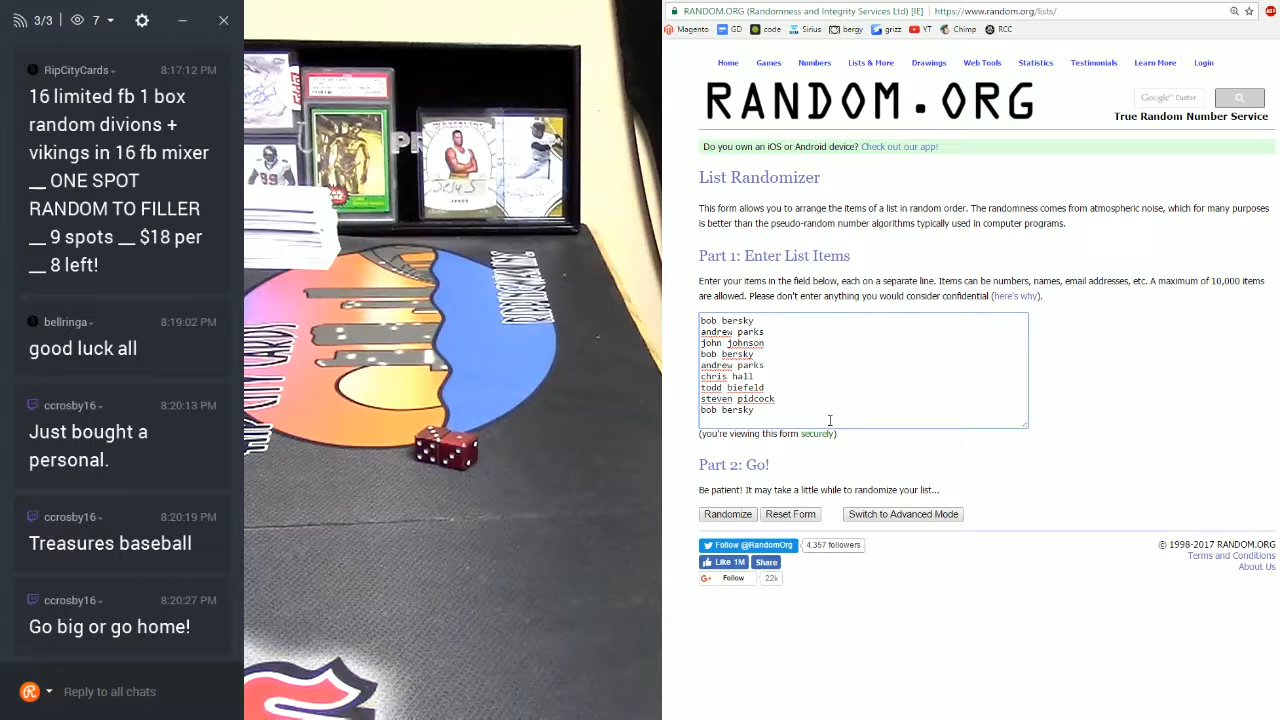 3/3
7
RipCityCards
8:17:12 PM
16 limited fb 1 box
random divions +
vikings in 16 fb mixer
__ ONE SPOT
RANDOM TO FILLER
__ 9 spots __ $18 per
__ 8 left!
bellringa
8:19:02 PM
good luck all
ccrosby16
8:20:13 PM
Just bought a
personal.
ccrosby16
8:20:19 PM
Treasures baseball
ccrosby16
8:20:27 PM
Go big or go home!
Reply to all chats
99
RANDOM.ORG (Randomness and Integrity Services Ltd) [IE]
https://www.random.org/lists/
Magento GD code Sirius bergy grizz YT Chimp RCC
Home Games Numbers Lists & More Drawings Web Tools Statistics Testimonials Learn More Login
RANDOM.ORG
Google™ Custor
True Random Number Service
Do you own an iOS or Android device? Check out our app!
List Randomizer
This form allows you to arrange the items of a list in random order. The randomness comes from atmospheric noise, which for many purposes
is better than the pseudo-random number algorithms typically used in computer programs.
Part 1: Enter List Items
Enter your items in the field below, each on a separate line. Items can be numbers, names, email addresses, etc. A maximum of 10,000 items
are allowed. Please don't enter anything you would consider confidential (here's why).
bob bersky
andrew parks
john johnson
bob bersky
andrew parks
chris hall
todd biefeld
steven pidcock
bob bersky
(you're viewing this form securely)
Part 2: Go!
Be patient! It may take a little while to randomize your list...
Randomize Reset Form Switch to Advanced Mode
Follow @RandomOrg 4,357 followers
Like 1M Share
G+ Follow 22k
© 1998-2017 RANDOM.ORG
Terms and Conditions
About Us